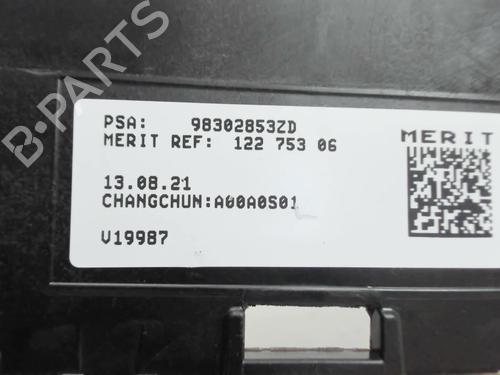 PSA: 98302853ZD
MERIT REF: 122 753 06
MERIT
13.08.21
CHANGCHUN:A00A0S01
V19987
B-PARTS